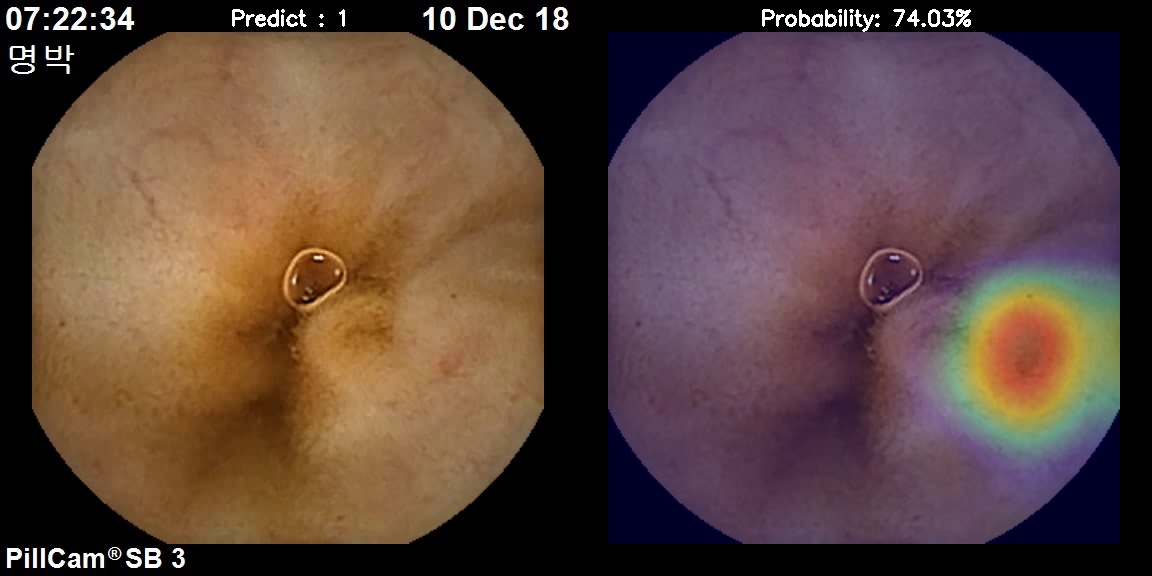 07:22:34
Predict : 1
10 Dec 18
Probability: 74.03%
명박
PillCam® SB 3